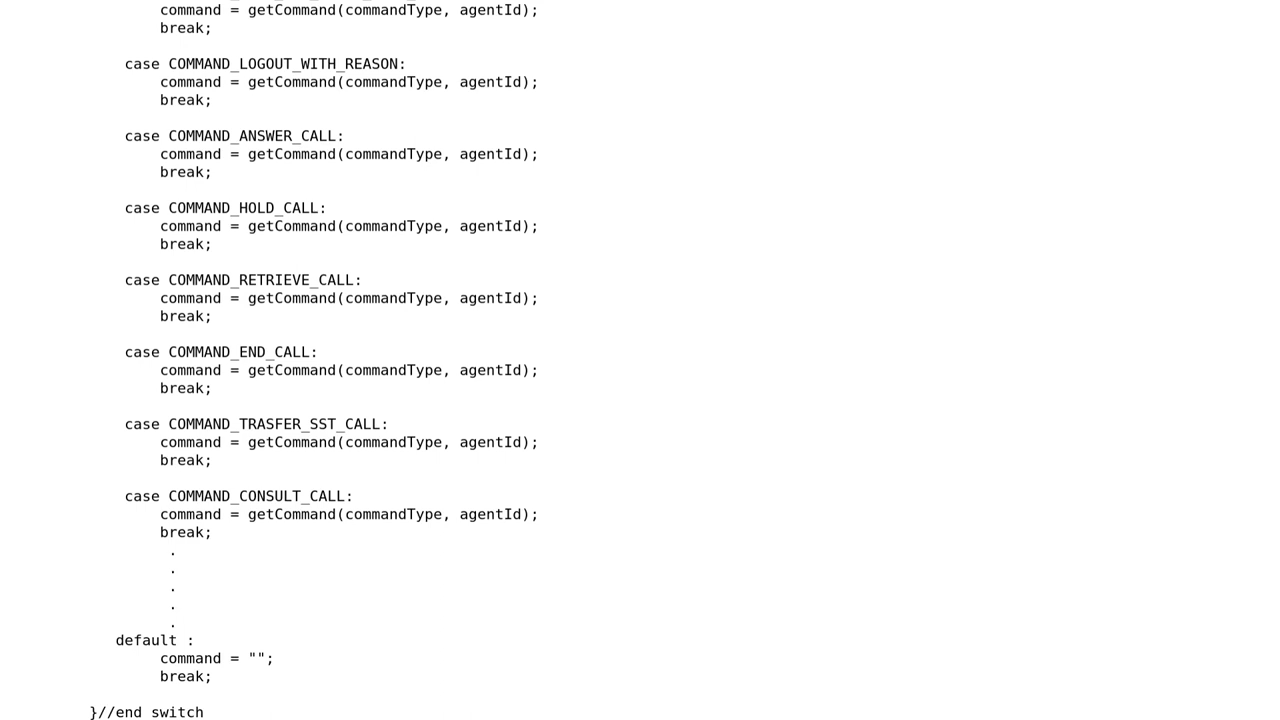 command = getCommand(commandType, agentId);
break;
case COMMAND_LOGOUT_WITH_REASON:
command = getCommand(commandType, agentId);
break;
case COMMAND_ANSWER_CALL:
command = getCommand(commandType, agentId);
break;
case COMMAND_HOLD_CALL:
command = getCommand(commandType, agentId);
break;
case COMMAND_RETRIEVE_CALL:
command = getCommand(commandType, agentId);
break;
case COMMAND_END_CALL:
command = getCommand(commandType, agentId);
break;
case COMMAND_TRASFER_SST_CALL:
command = getCommand(commandType, agentId);
break;
case COMMAND_CONSULT_CALL:
command = getCommand(commandType, agentId);
break;
.
.
.
.
.
default :
command = "";
break;
}//end switch